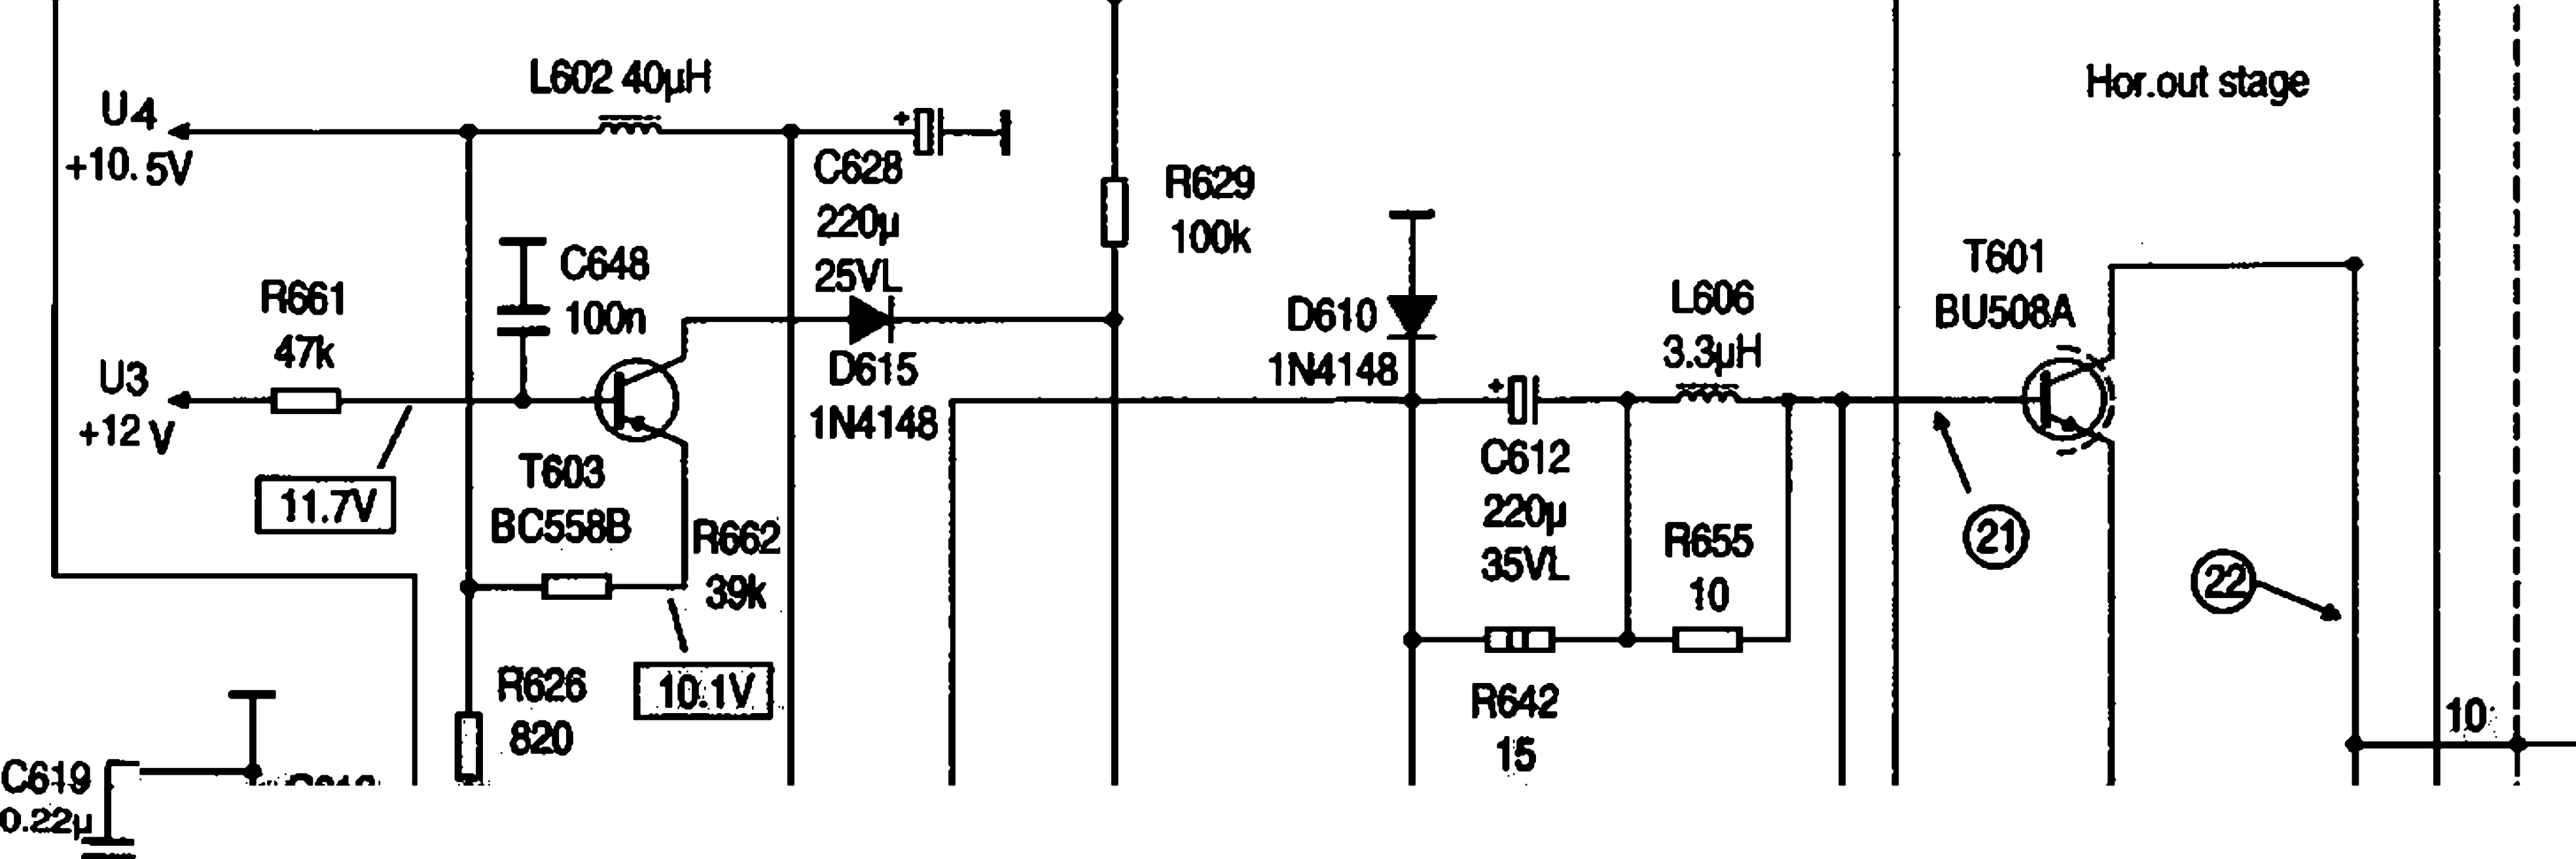 L602 40µH
Hor.out stage
U4
+10. 5V
C628
220µ
25VL
R629
100k
C648
100n
R661
47k
T601
BU508A
L606
3.3µH
D610
1N4148
U3
+12 V
D615
1N4148
11.7V
T603
BC558B
C612
220µ
35VL
R662
39k
21
R655
10
22
R626
820
10.1V
R642
15
10
C619
0.22µ